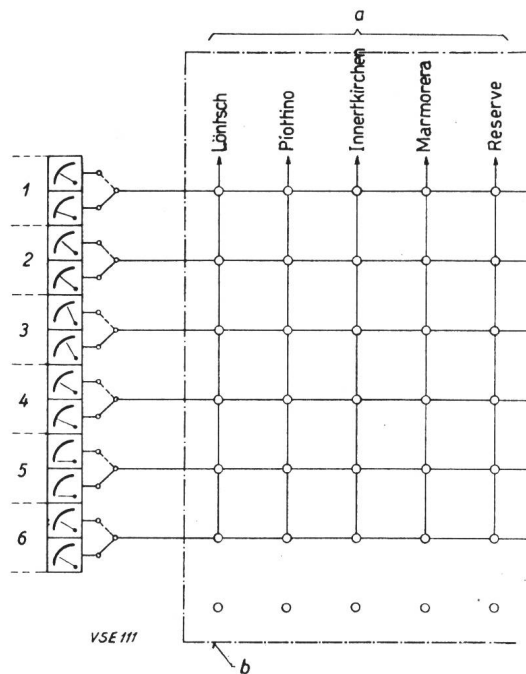 a
Löntsch
Piottino
Innertkirchen
Marmorera
Reserve
1
2
3
4
5
6
VSE 111
b